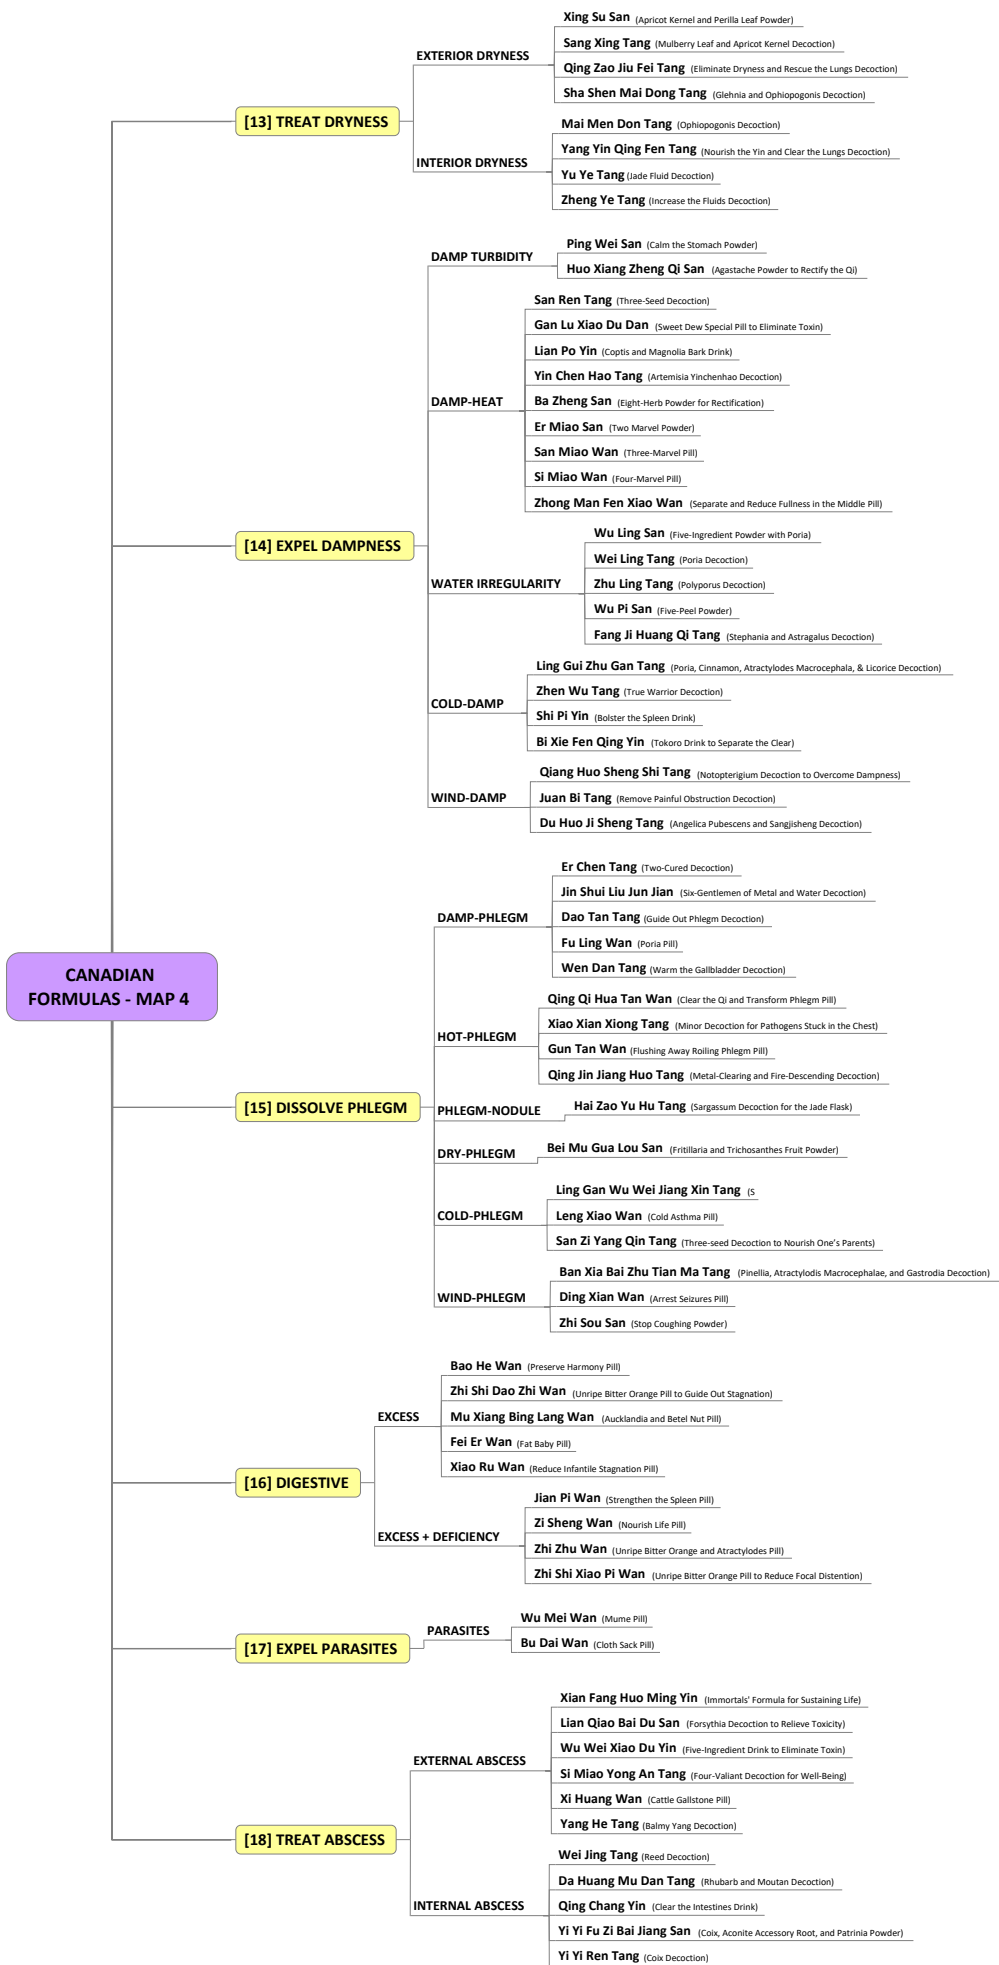 CANADIAN
FORMULAS - MAP 4
[13] TREAT DRYNESS
EXTERIOR DRYNESS
Xing Su San (Apricot Kernel and Perilla Leaf Powder)
Sang Xing Tang (Mulberry Leaf and Apricot Kernel Decoction)
Qing Zao Jiu Fei Tang (Eliminate Dryness and Rescue the Lungs Decoction)
Sha Shen Mai Dong Tang (Glehnia and Ophiopogonis Decoction)
INTERIOR DRYNESS
Mai Men Don Tang (Ophiopogonis Decoction)
Yang Yin Qing Fen Tang (Nourish the Yin and Clear the Lungs Decoction)
Yu Ye Tang (Jade Fluid Decoction)
Zheng Ye Tang (Increase the Fluids Decoction)
[14] EXPEL DAMPNESS
DAMP TURBIDITY
Ping Wei San (Calm the Stomach Powder)
Huo Xiang Zheng Qi San (Agastache Powder to Rectify the Qi)
DAMP-HEAT
San Ren Tang (Three-Seed Decoction)
Gan Lu Xiao Du Dan (Sweet Dew Special Pill to Eliminate Toxin)
Lian Po Yin (Coptis and Magnolia Bark Drink)
Yin Chen Hao Tang (Artemisia Yinchenhao Decoction)
Ba Zheng San (Eight-Herb Powder for Rectification)
Er Miao San (Two Marvel Powder)
San Miao Wan (Three-Marvel Pill)
Si Miao Wan (Four-Marvel Pill)
Zhong Man Fen Xiao Wan (Separate and Reduce Fullness in the Middle Pill)
WATER IRREGULARITY
Wu Ling San (Five-Ingredient Powder with Poria)
Wei Ling Tang (Poria Decoction)
Zhu Ling Tang (Polyporus Decoction)
Wu Pi San (Five-Peel Powder)
Fang Ji Huang Qi Tang (Stephania and Astragalus Decoction)
COLD-DAMP
Ling Gui Zhu Gan Tang (Poria, Cinnamon, Atractylodes Macrocephala, & Licorice Decoction)
Zhen Wu Tang (True Warrior Decoction)
Shi Pi Yin (Bolster the Spleen Drink)
Bi Xie Fen Qing Yin (Tokoro Drink to Separate the Clear)
WIND-DAMP
Qiang Huo Sheng Shi Tang (Notopterigium Decoction to Overcome Dampness)
Juan Bi Tang (Remove Painful Obstruction Decoction)
Du Huo Ji Sheng Tang (Angelica Pubescens and Sangjisheng Decoction)
[15] DISSOLVE PHLEGM
DAMP-PHLEGM
Er Chen Tang (Two-Cured Decoction)
Jin Shui Liu Jun Jian (Six-Gentlemen of Metal and Water Decoction)
Dao Tan Tang (Guide Out Phlegm Decoction)
Fu Ling Wan (Poria Pill)
Wen Dan Tang (Warm the Gallbladder Decoction)
HOT-PHLEGM
Qing Qi Hua Tan Wan (Clear the Qi and Transform Phlegm Pill)
Xiao Xian Xiong Tang (Minor Decoction for Pathogens Stuck in the Chest)
Gun Tan Wan (Flushing Away Roiling Phlegm Pill)
Qing Jin Jiang Huo Tang (Metal-Clearing and Fire-Descending Decoction)
PHLEGM-NODULE
Hai Zao Yu Hu Tang (Sargassum Decoction for the Jade Flask)
DRY-PHLEGM
Bei Mu Gua Lou San (Fritillaria and Trichosanthes Fruit Powder)
COLD-PHLEGM
Ling Gan Wu Wei Jiang Xin Tang (S
Leng Xiao Wan (Cold Asthma Pill)
San Zi Yang Qin Tang (Three-seed Decoction to Nourish One's Parents)
WIND-PHLEGM
Ban Xia Bai Zhu Tian Ma Tang (Pinellia, Atractylodis Macrocephalae, and Gastrodia Decoction)
Ding Xian Wan (Arrest Seizures Pill)
Zhi Sou San (Stop Coughing Powder)
[16] DIGESTIVE
EXCESS
Bao He Wan (Preserve Harmony Pill)
Zhi Shi Dao Zhi Wan (Unripe Bitter Orange Pill to Guide Out Stagnation)
Mu Xiang Bing Lang Wan (Aucklandia and Betel Nut Pill)
Fei Er Wan (Fat Baby Pill)
Xiao Ru Wan (Reduce Infantile Stagnation Pill)
EXCESS + DEFICIENCY
Jian Pi Wan (Strengthen the Spleen Pill)
Zi Sheng Wan (Nourish Life Pill)
Zhi Zhu Wan (Unripe Bitter Orange and Atractylodes Pill)
Zhi Shi Xiao Pi Wan (Unripe Bitter Orange Pill to Reduce Focal Distention)
[17] EXPEL PARASITES
PARASITES
Wu Mei Wan (Mume Pill)
Bu Dai Wan (Cloth Sack Pill)
[18] TREAT ABSCESS
EXTERNAL ABSCESS
Xian Fang Huo Ming Yin (Immortals' Formula for Sustaining Life)
Lian Qiao Bai Du San (Forsythia Decoction to Relieve Toxicity)
Wu Wei Xiao Du Yin (Five-Ingredient Drink to Eliminate Toxin)
Si Miao Yong An Tang (Four-Valiant Decoction for Well-Being)
Xi Huang Wan (Cattle Gallstone Pill)
Yang He Tang (Balmy Yang Decoction)
INTERNAL ABSCESS
Wei Jing Tang (Reed Decoction)
Da Huang Mu Dan Tang (Rhubarb and Moutan Decoction)
Qing Chang Yin (Clear the Intestines Drink)
Yi Yi Fu Zi Bai Jiang San (Coix, Aconite Accessory Root, and Patrinia Powder)
Yi Yi Ren Tang (Coix Decoction)